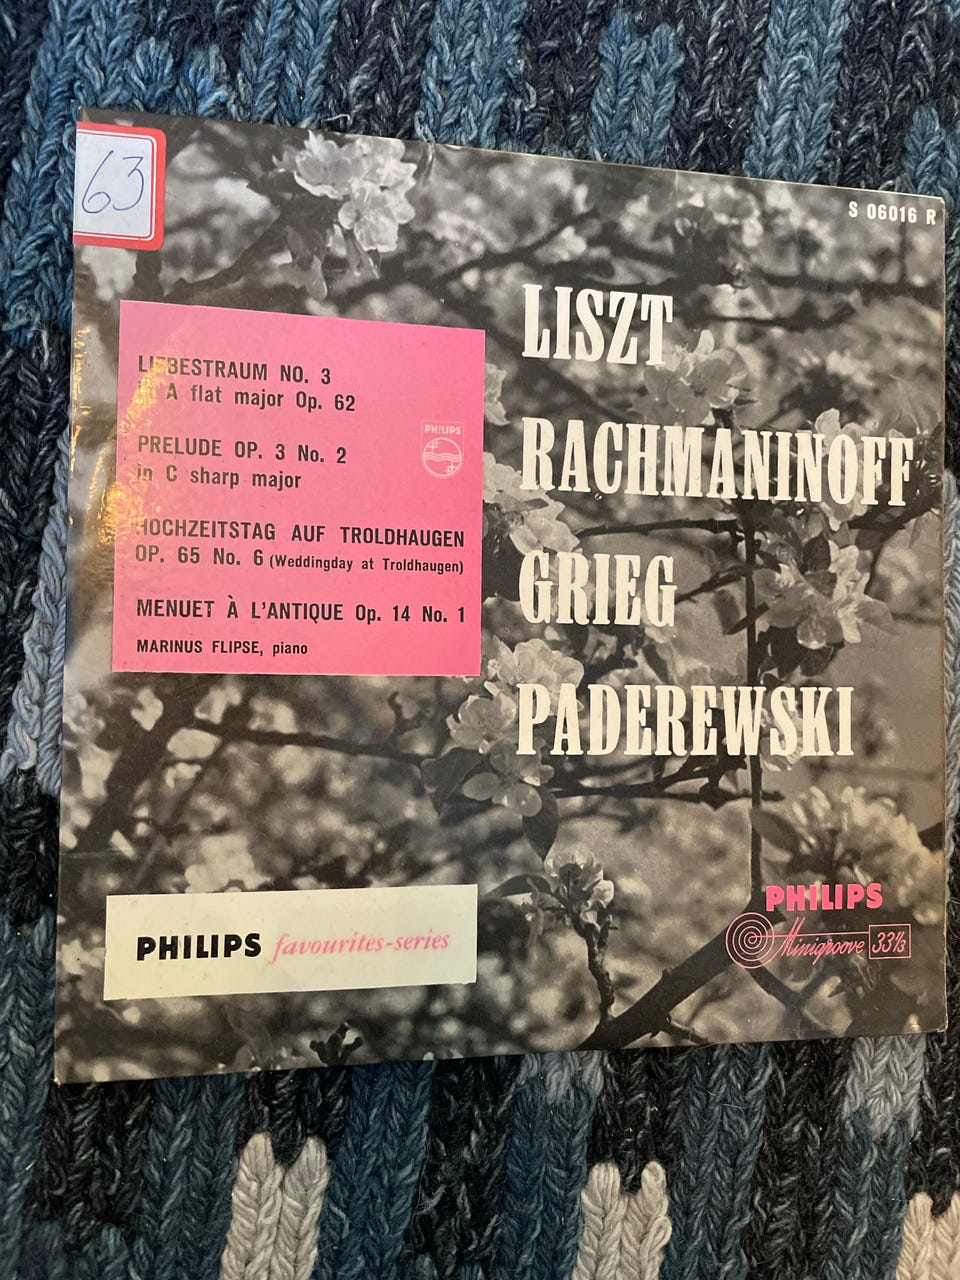 63
S 06016 R
LIEBESTRAUM NO. 3
in A flat major Op. 62
PRELUDE OP. 3 No. 2
in C sharp major
HOCHZEITSTAG AUF TROLDHAUGEN
OP. 65 No. 6 (Weddingday at Troldhaugen)
MENUET À L'ANTIQUE Op. 14 No. 1
MARINUS FLIPSE, piano
PHILIPS
LISZT
RACHMANINOFF
GRIEG
PADEREWSKI
PHILIPS favourites-series
PHILIPS
Minigroove 33⅓